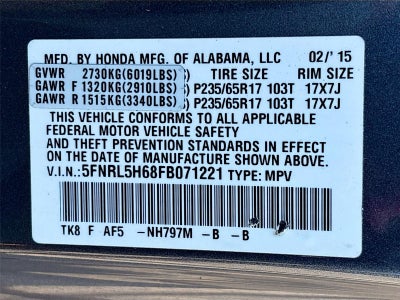 MFD. BY HONDA MFG. OF ALABAMA, LLC 02/'15
GVWR 2730KG(6019LBS) TIRE SIZE RIM SIZE
GAWR F 1320KG(2910LBS) P235/65R17 103T 17X7J
GAWR R 1515KG(3340LBS) P235/65R17 103T 17X7J
THIS VEHICLE CONFORMS TO ALL APPLICABLE
FEDERAL MOTOR VEHICLE SAFETY
AND THEFT PREVENTION STANDARDS IN EFFECT
ON THE DATE OF MANUFACTURE SHOWN ABOVE.
V.I.N.: 5FNRL5H68FB071221 TYPE: MPV
TK8 F AF5 -NH797M -B -B